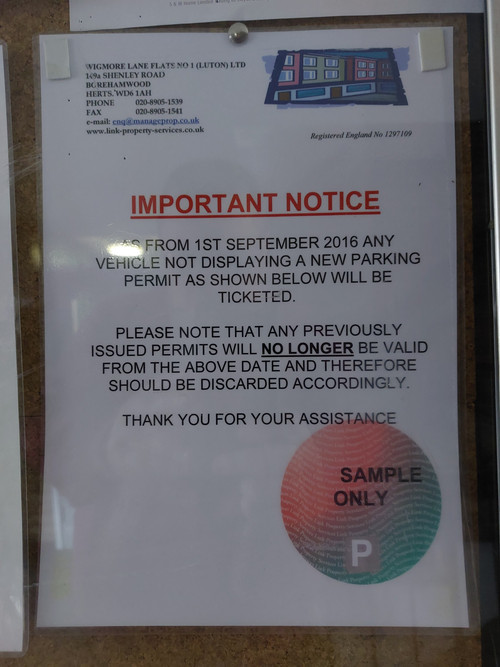 WIGMORE LANE FLATS NO 1 (LUTON) LTD
169a SHENLEY ROAD
BOREHAMWOOD
HERTS. WD6 1AH
PHONE 020-8905-1539
FAX 020-8905-1541
e-mail: enq@manageprop.co.uk
www.link-property-services.co.uk
Registered England No 1297109
IMPORTANT NOTICE
AS FROM 1ST SEPTEMBER 2016 ANY
VEHICLE NOT DISPLAYING A NEW PARKING
PERMIT AS SHOWN BELOW WILL BE
TICKETED.
PLEASE NOTE THAT ANY PREVIOUSLY
ISSUED PERMITS WILL NO LONGER BE VALID
FROM THE ABOVE DATE AND THEREFORE
SHOULD BE DISCARDED ACCORDINGLY.
THANK YOU FOR YOUR ASSISTANCE
SAMPLE
ONLY
P